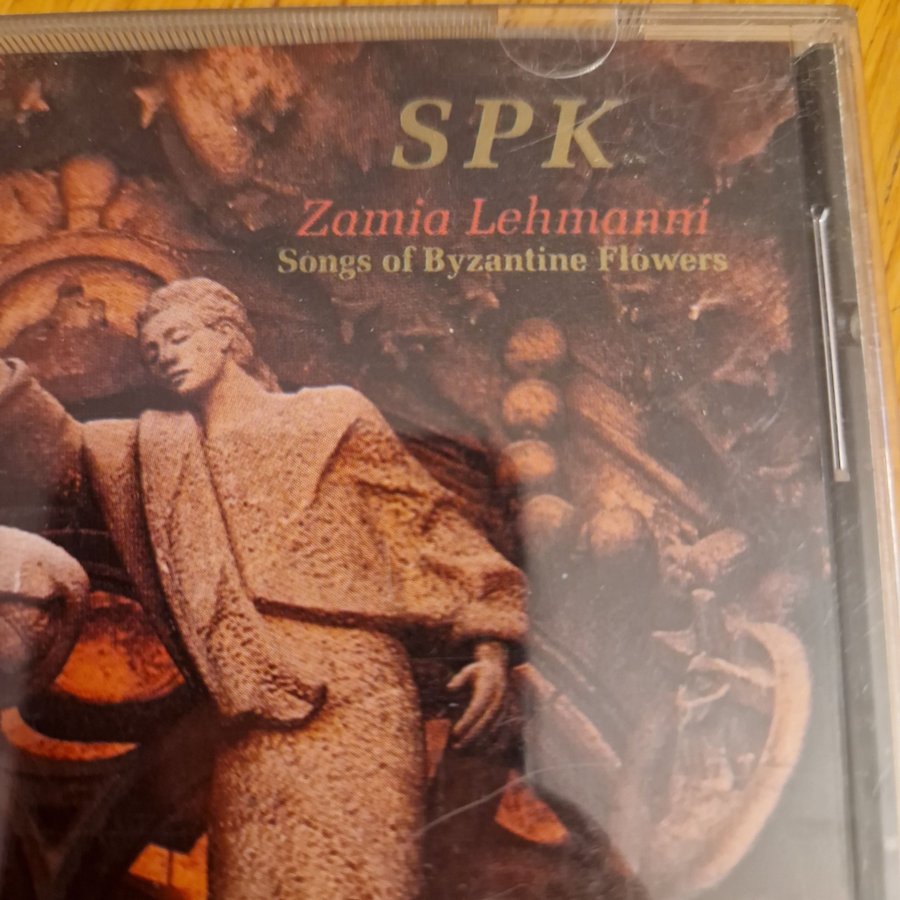 SPK
Zamia Lehmanni
Songs of Byzantine Flowers